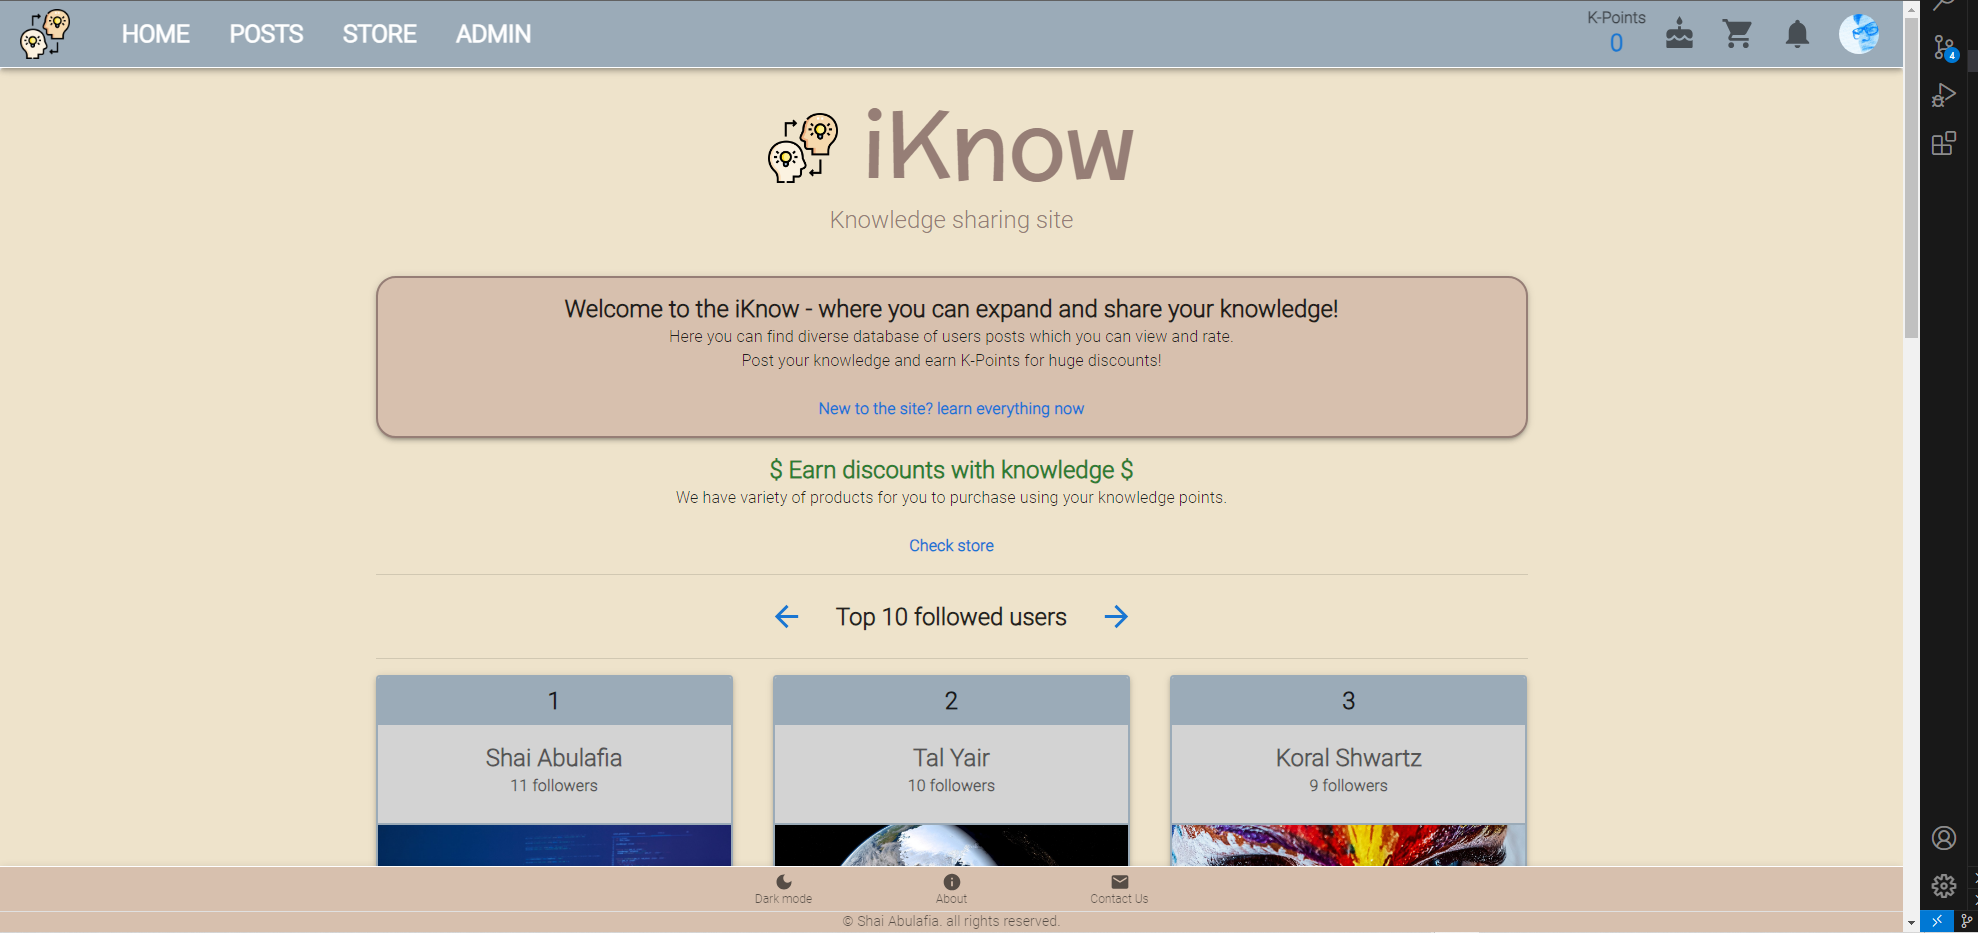 HOME POSTS STORE ADMIN
K-Points
0
4
iKnow
Knowledge sharing site
Welcome to the iKnow - where you can expand and share your knowledge!
Here you can find diverse database of users posts which you can view and rate.
Post your knowledge and earn K-Points for huge discounts!
New to the site? learn everything now
$ Earn discounts with knowledge $
We have variety of products for you to purchase using your knowledge points.
Check store
Top 10 followed users
1 2 3
Shai Abulafia Tal Yair Koral Shwartz
11 followers 10 followers 9 followers
Dark mode About Contact Us
© Shai Abulafia. all rights reserved.